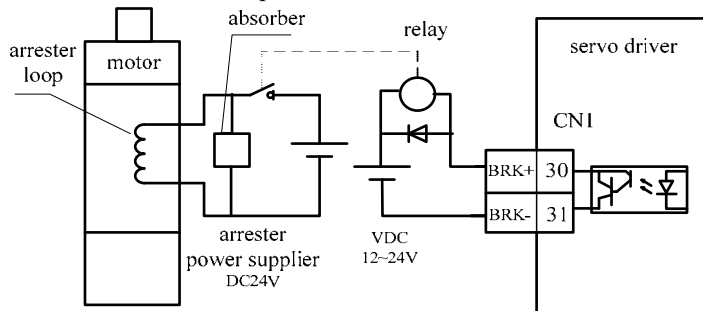 absorber
relay
arrester
loop
motor
servo driver
CN1
BRK+ 30
BRK- 31
arrester
power supplier
DC24V
VDC
12~24V